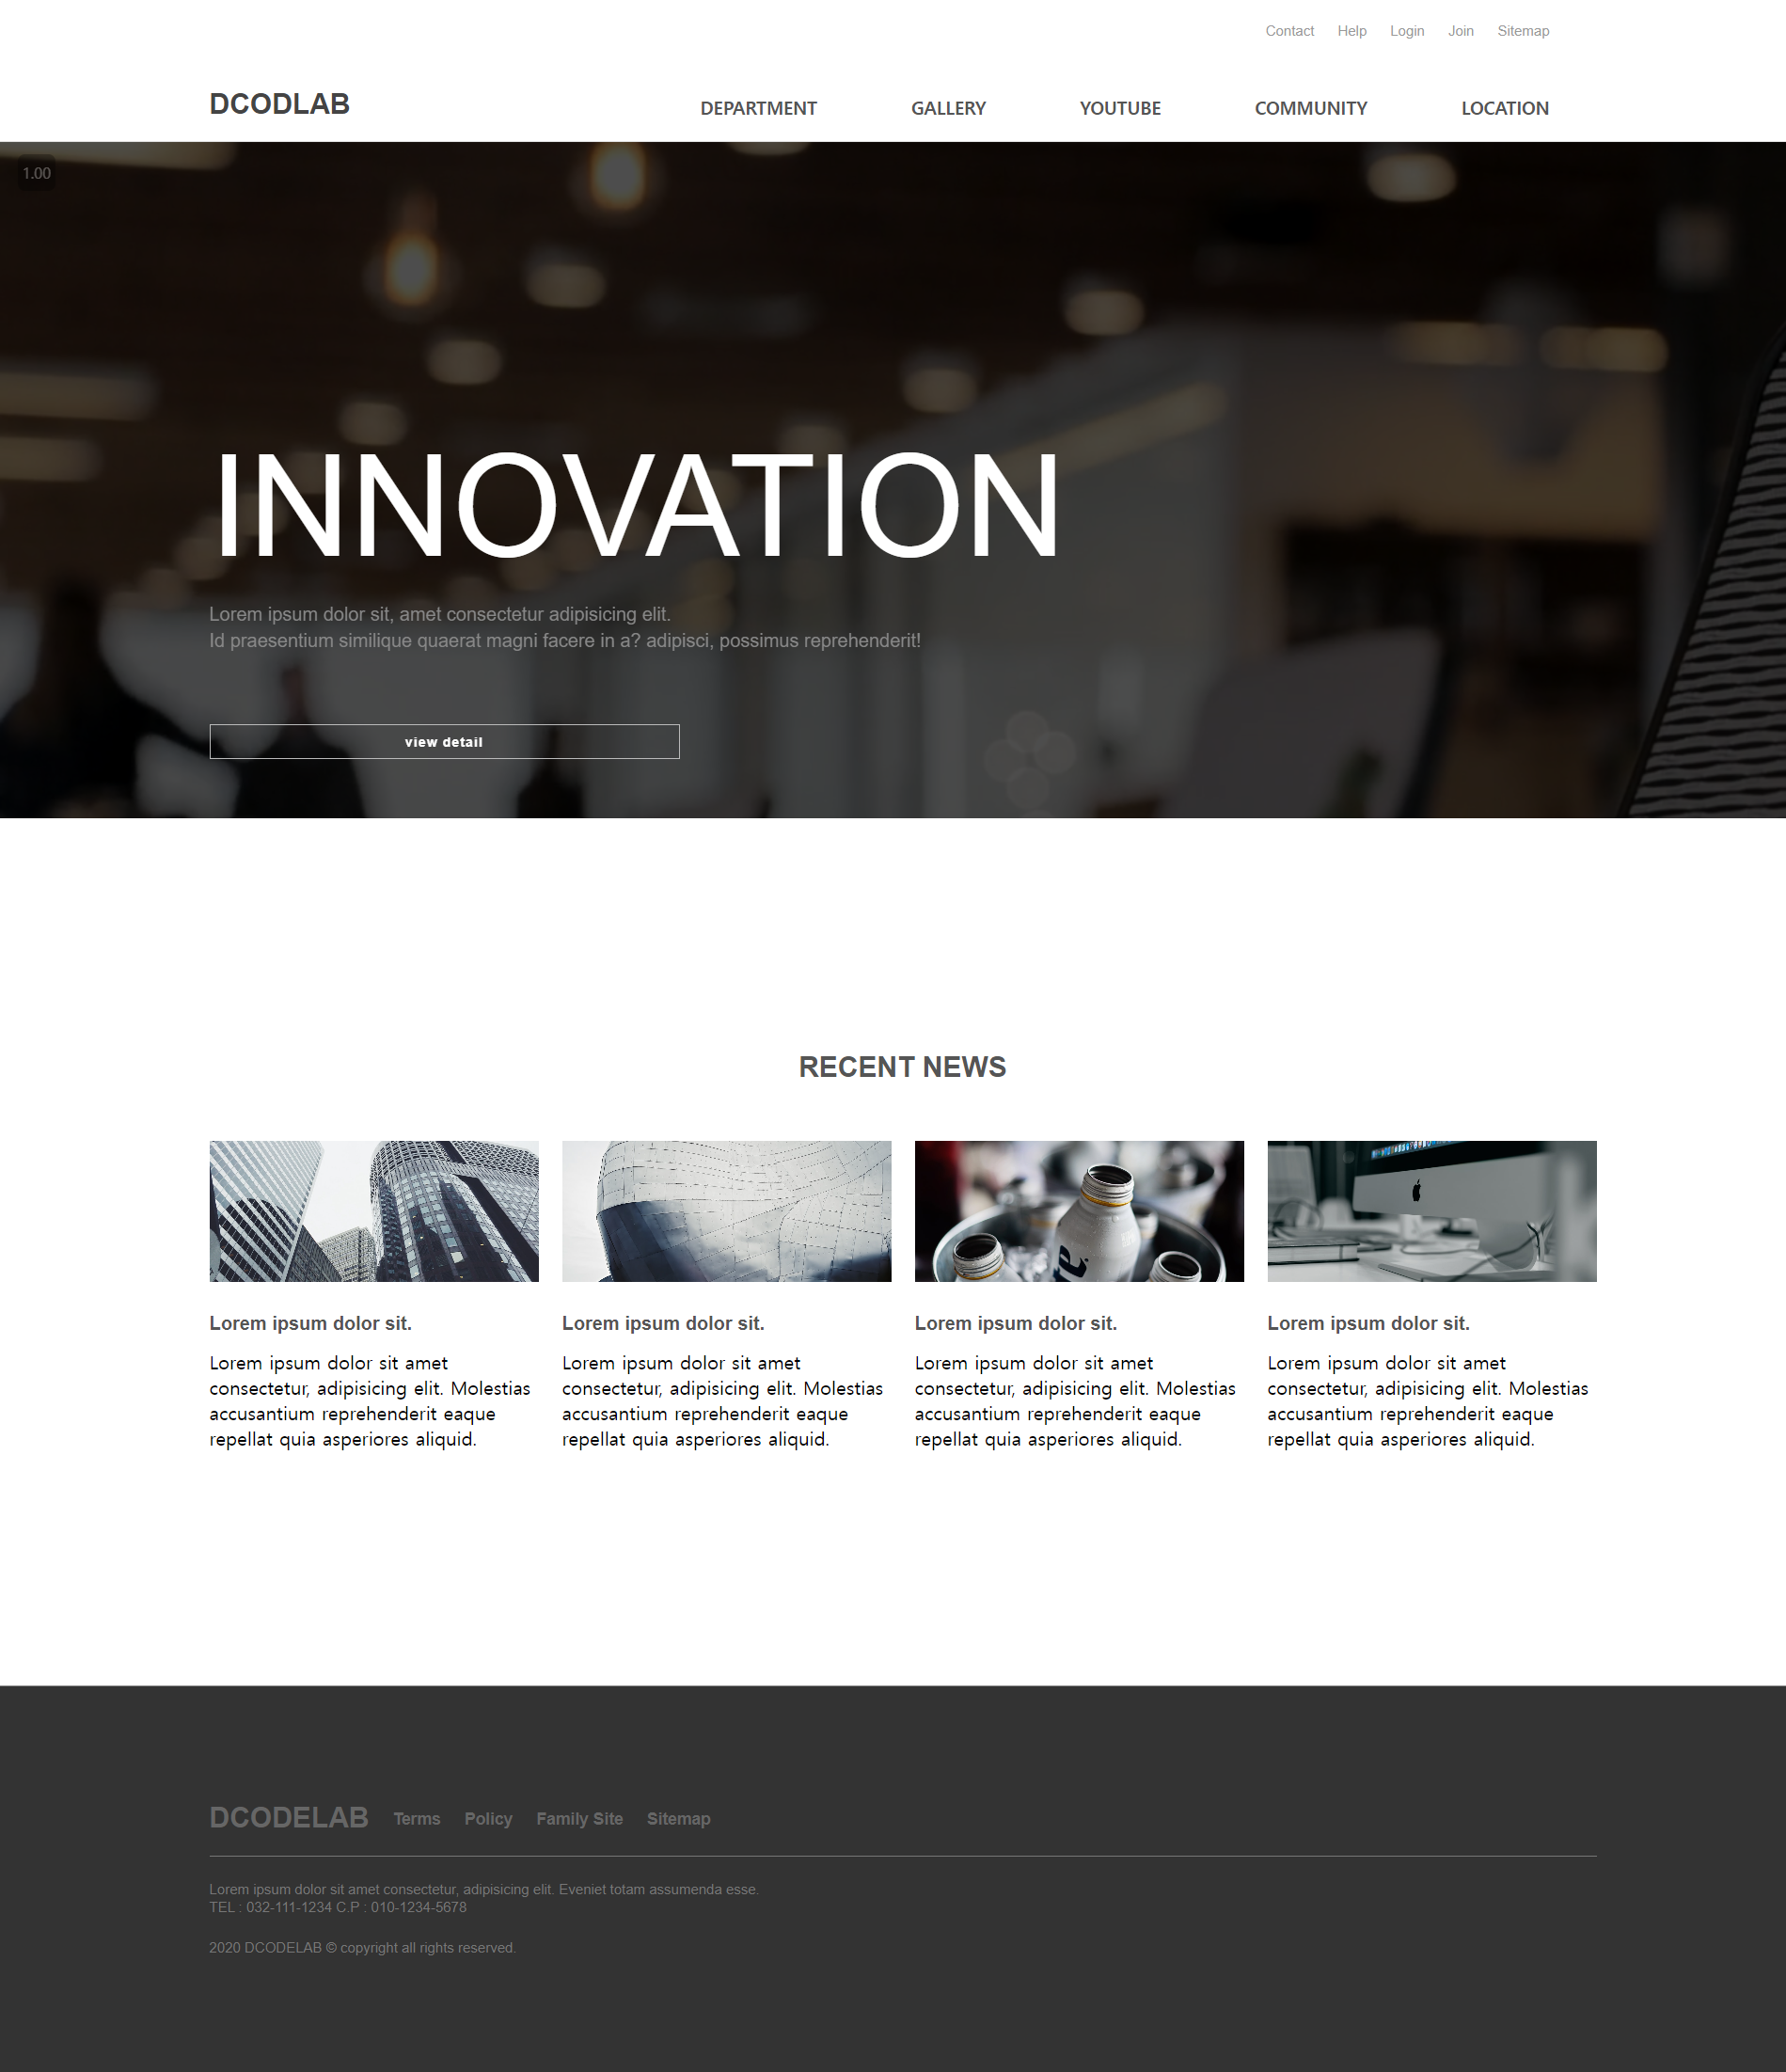 Contact Help Login Join Sitemap
DCODLAB
DEPARTMENT GALLERY YOUTUBE COMMUNITY LOCATION
1.00
INNOVATION
Lorem ipsum dolor sit, amet consectetur adipisicing elit.
Id praesentium similique quaerat magni facere in a? adipisci, possimus reprehenderit!
view detail
RECENT NEWS
Lorem ipsum dolor sit.
Lorem ipsum dolor sit amet
consectetur, adipisicing elit. Molestias
accusantium reprehenderit eaque
repellat quia asperiores aliquid.
Lorem ipsum dolor sit.
Lorem ipsum dolor sit amet
consectetur, adipisicing elit. Molestias
accusantium reprehenderit eaque
repellat quia asperiores aliquid.
Lorem ipsum dolor sit.
Lorem ipsum dolor sit amet
consectetur, adipisicing elit. Molestias
accusantium reprehenderit eaque
repellat quia asperiores aliquid.
Lorem ipsum dolor sit.
Lorem ipsum dolor sit amet
consectetur, adipisicing elit. Molestias
accusantium reprehenderit eaque
repellat quia asperiores aliquid.
DCODELAB Terms Policy Family Site Sitemap
Lorem ipsum dolor sit amet consectetur, adipisicing elit. Eveniet totam assumenda esse.
TEL : 032-111-1234 C.P : 010-1234-5678
2020 DCODELAB © copyright all rights reserved.